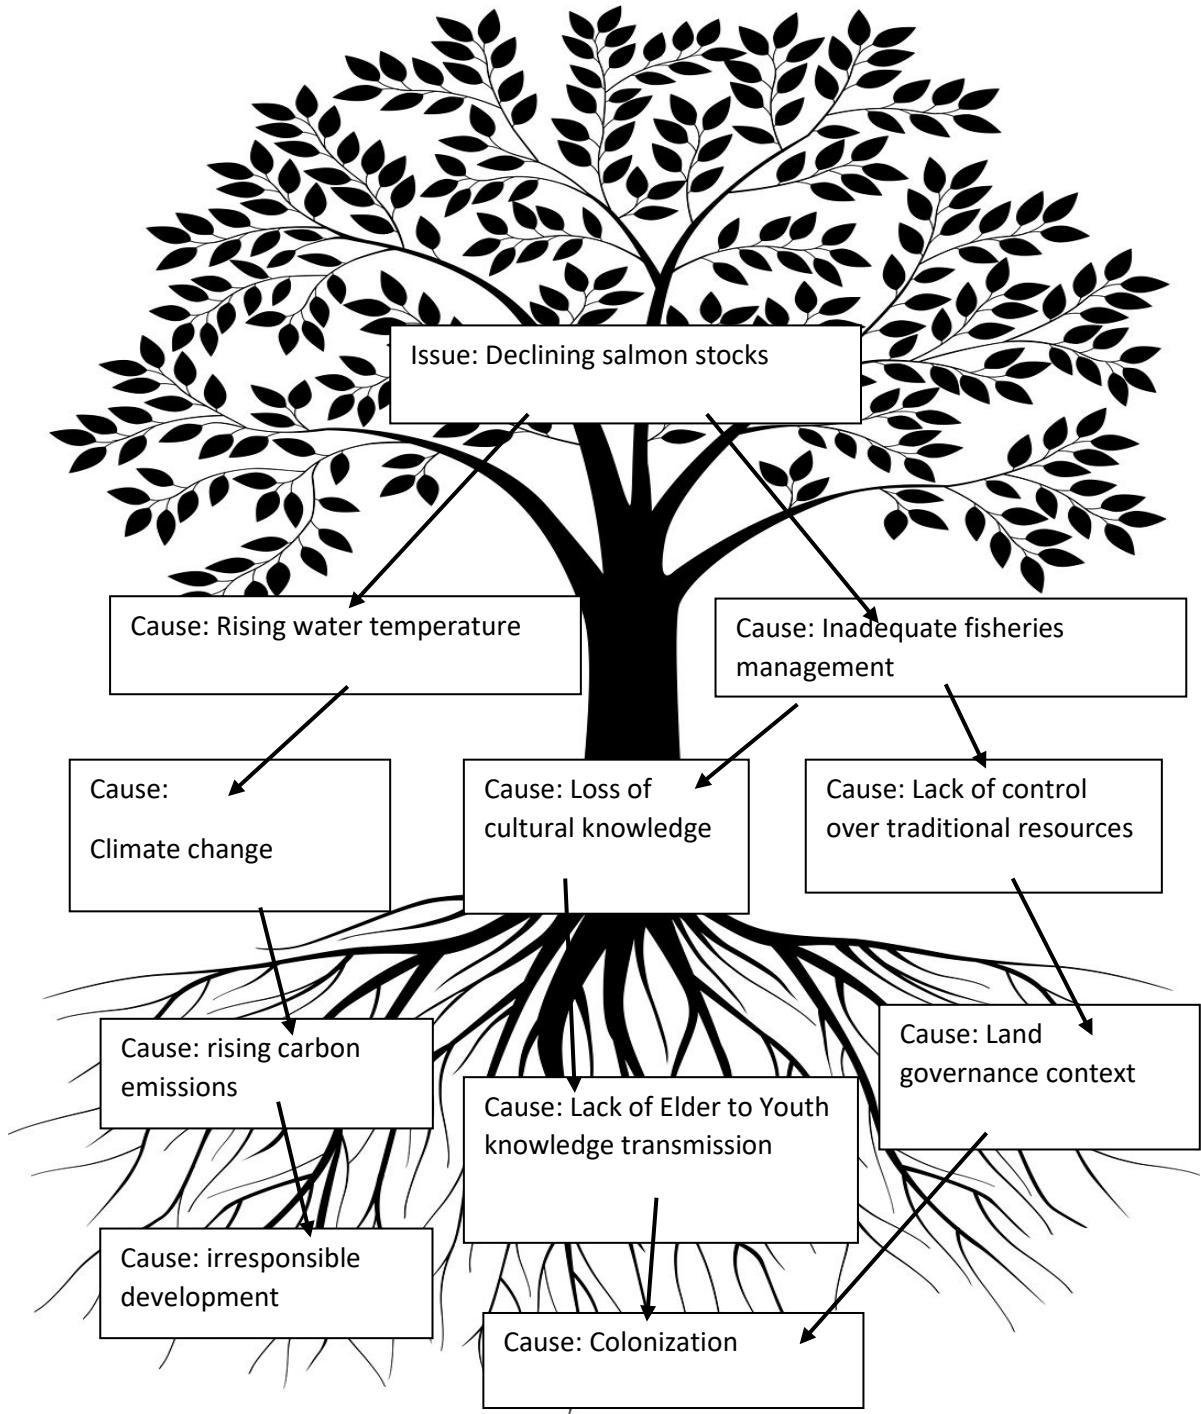 Issue: Declining salmon stocks
Cause: Rising water temperature
Cause: Inadequate fisheries
management
Cause:
Climate change
Cause: Loss of
cultural knowledge
Cause: Lack of control
over traditional resources
Cause: rising carbon
emissions
Cause: Lack of Elder to Youth
knowledge transmission
Cause: Land
governance context
Cause: irresponsible
development
Cause: Colonization